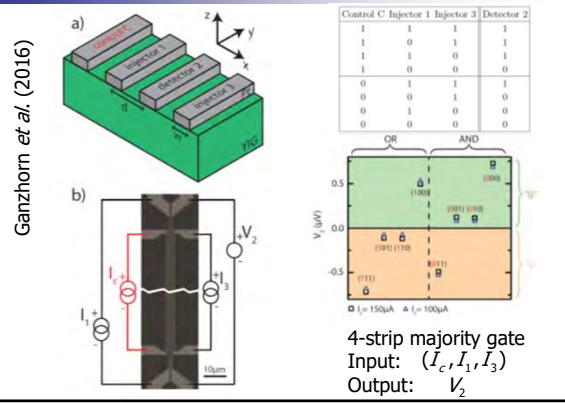 Ganzhorn et al. (2016)
a)
control C
injector 1
detector 2
injector 3
d
w
YIG
z
y
x
b)
I₁
I_c
I₃
+V₂
+
-
10µm
Control C Injector 1 Injector 3 Detector 2
1 1 1 1
1 0 1 1
1 1 0 1
1 0 0 0
0 1 1 1
0 0 1 0
0 1 0 0
0 0 0 0
OR AND
V₂ (µV)
0.5
0.0
-0.5
(000)
(100)
(001) (010)
(101) (110)
(011)
(111)
"0"
I = 150µA I = 100µA
4-strip majority gate
Input: (I_c, I₁, I₃)
Output: V₂